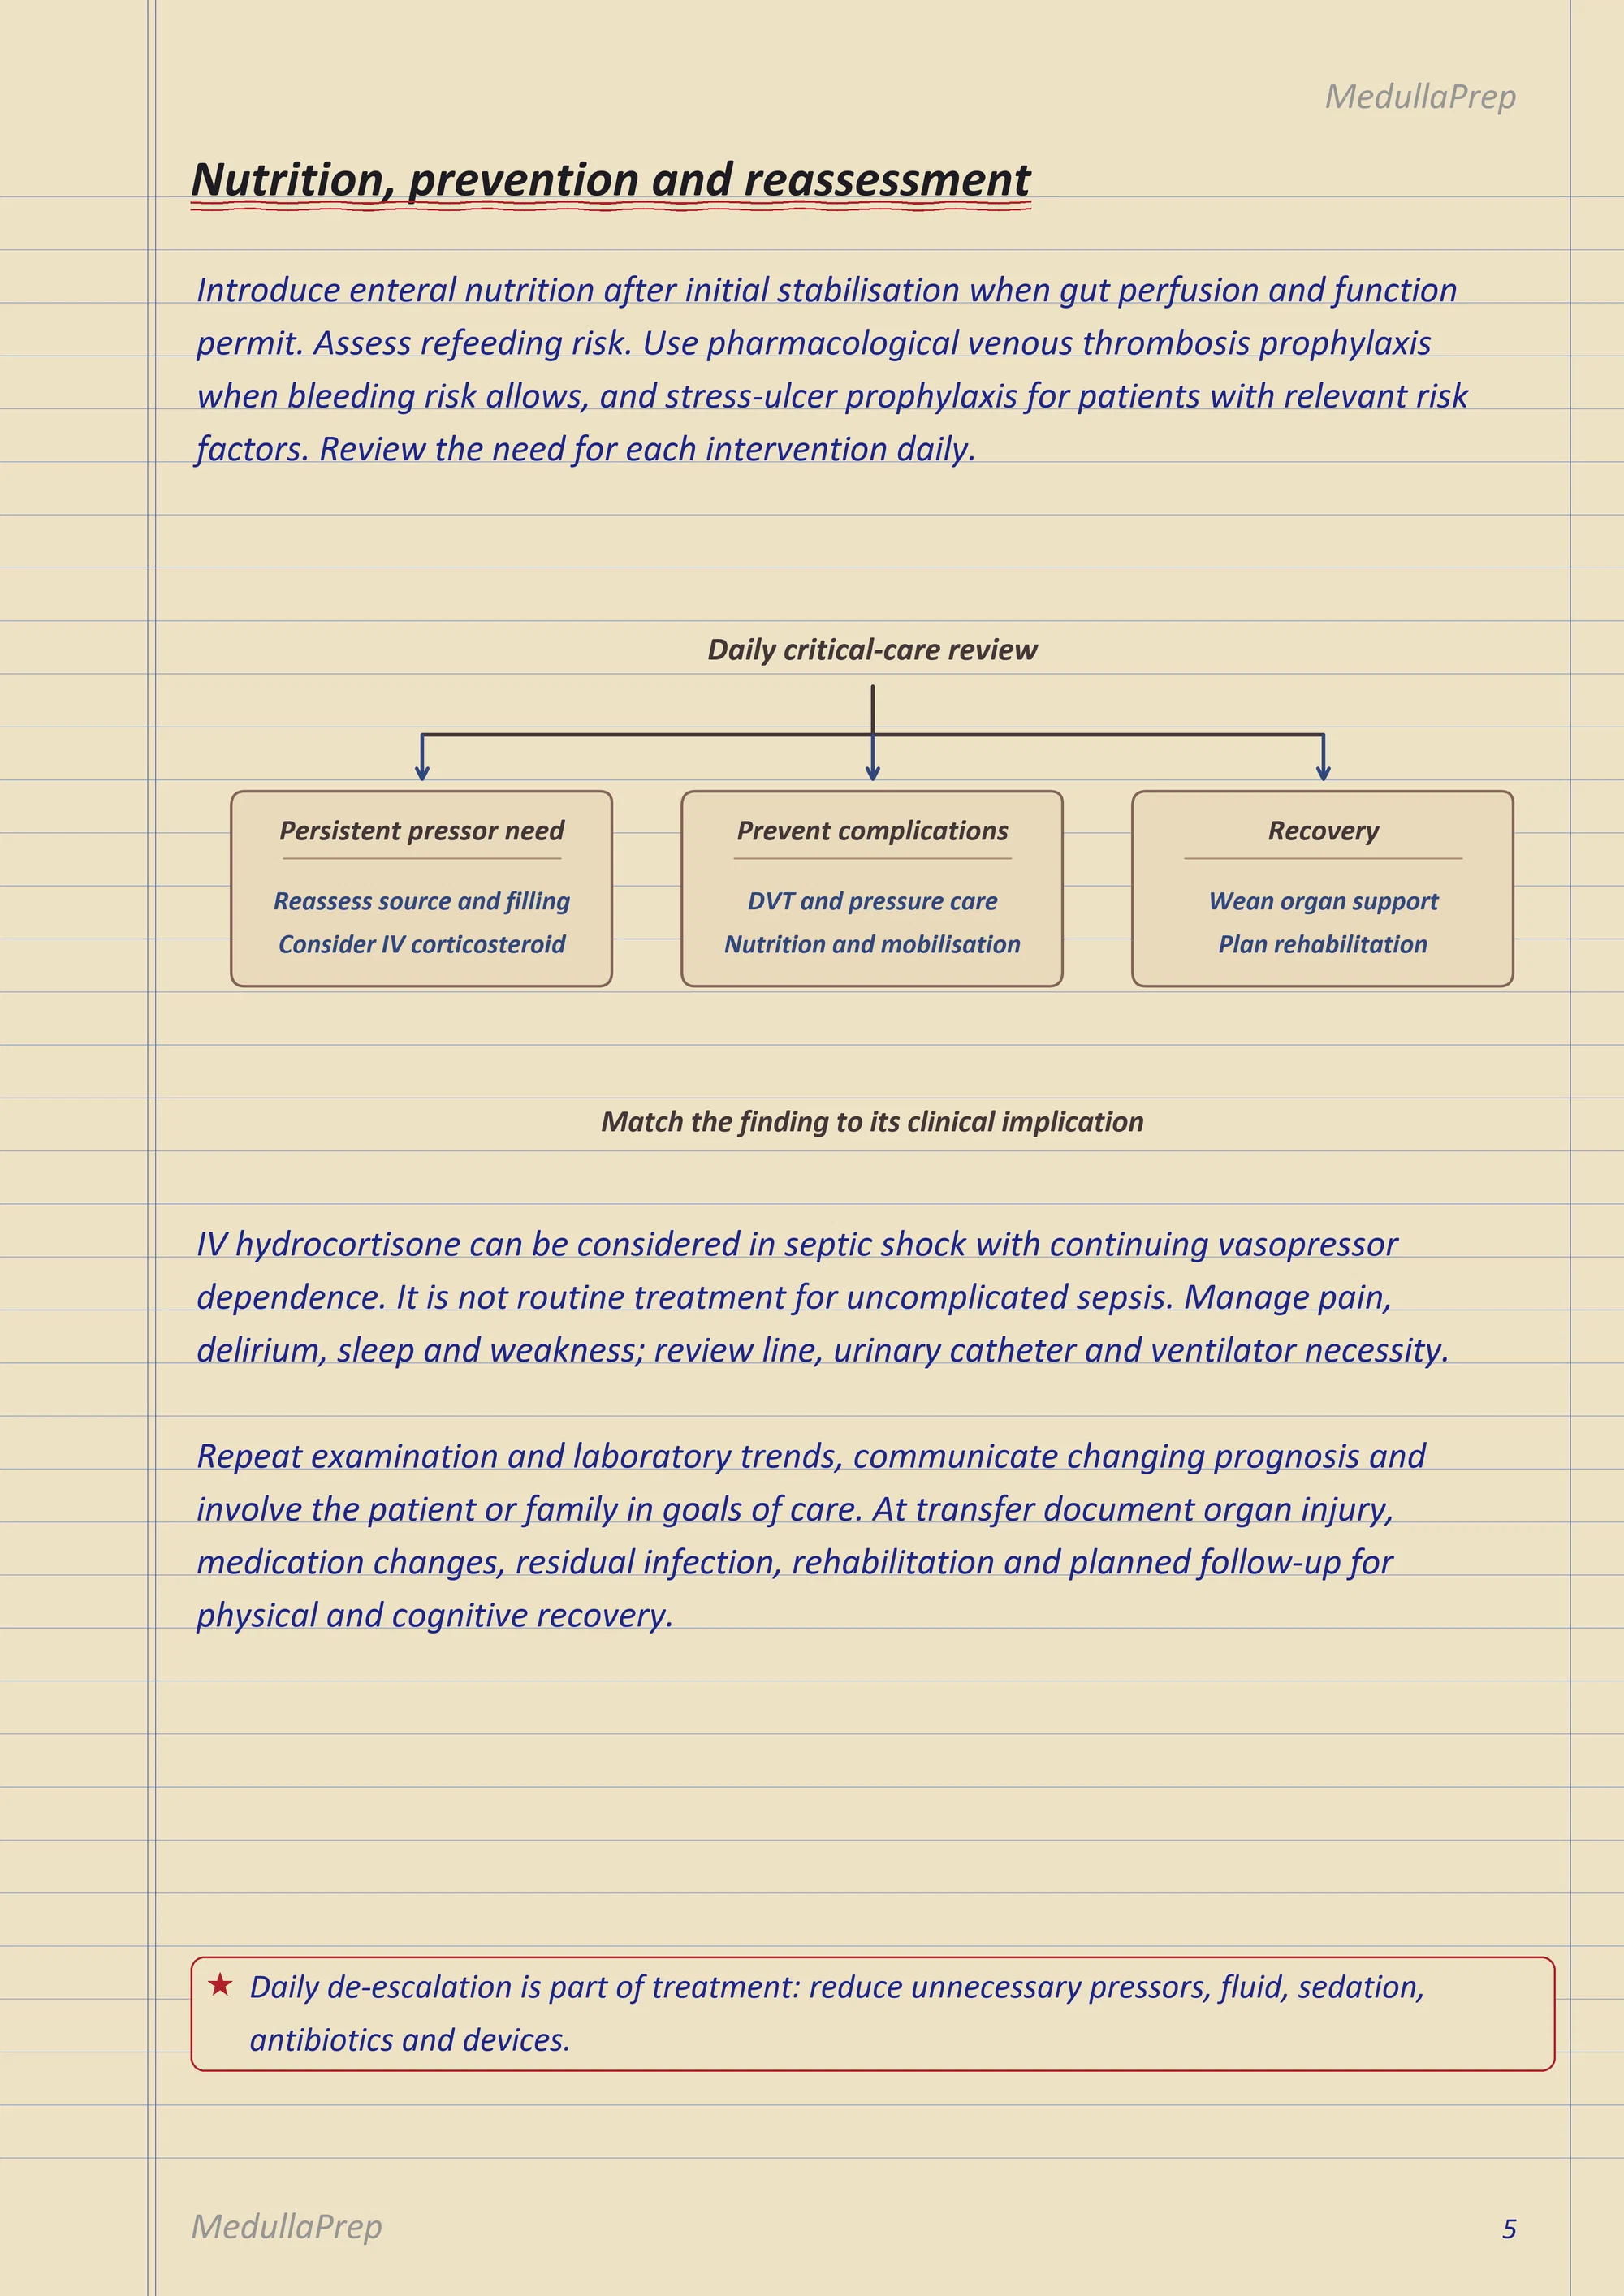 MedullaPrep
Nutrition, prevention and reassessment
Introduce enteral nutrition after initial stabilisation when gut perfusion and function
permit. Assess refeeding risk. Use pharmacological venous thrombosis prophylaxis
when bleeding risk allows, and stress-ulcer prophylaxis for patients with relevant risk
factors. Review the need for each intervention daily.
Daily critical-care review
Persistent pressor need
Reassess source and filling
Consider IV corticosteroid
Prevent complications
DVT and pressure care
Nutrition and mobilisation
Recovery
Wean organ support
Plan rehabilitation
Match the finding to its clinical implication
IV hydrocortisone can be considered in septic shock with continuing vasopressor
dependence. It is not routine treatment for uncomplicated sepsis. Manage pain,
delirium, sleep and weakness; review line, urinary catheter and ventilator necessity.
Repeat examination and laboratory trends, communicate changing prognosis and
involve the patient or family in goals of care. At transfer document organ injury,
medication changes, residual infection, rehabilitation and planned follow-up for
physical and cognitive recovery.
★ Daily de-escalation is part of treatment: reduce unnecessary pressors, fluid, sedation,
antibiotics and devices.
MedullaPrep
5